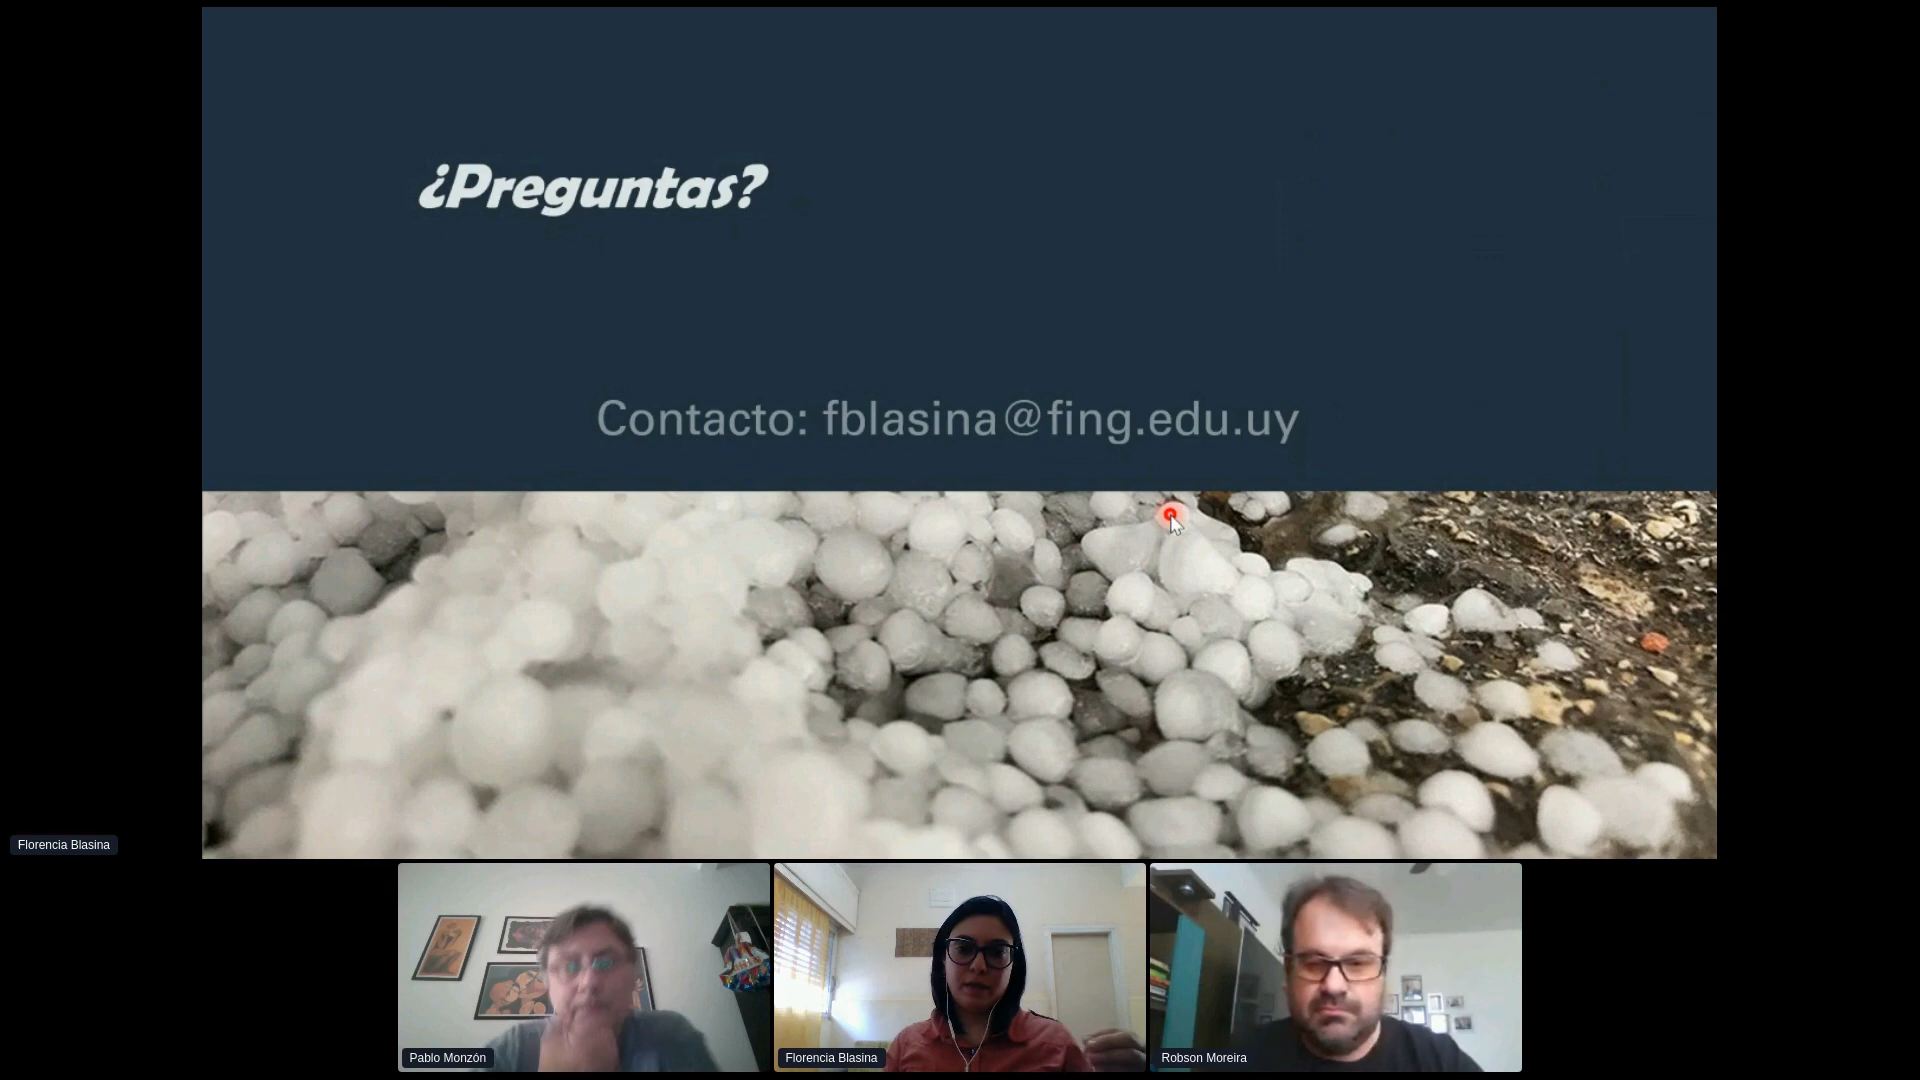 ¿Preguntas?
Contacto: fblasina@fing.edu.uy
Florencia Blasina
Pablo Monzón
Florencia Blasina
Robson Moreira